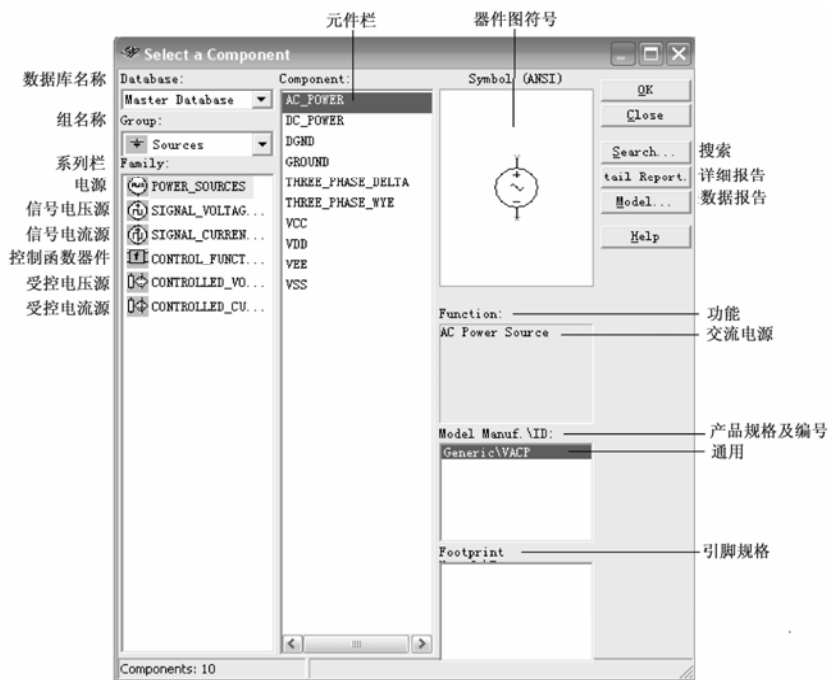 元件栏
器件图符号
Select a Component
数据库名称
Database:
Component:
Symbol (ANSI)
Master Database
AC_POWER
OK
组名称
Group:
DC_POWER
Close
Sources
DGND
系列栏
Family:
GROUND
Search...
搜索
电源
POWER_SOURCES
THREE_PHASE_DELTA
tail Report.
详细报告
信号电压源
SIGNAL_VOLTAG...
THREE_PHASE_WYE
Model...
数据报告
信号电流源
SIGNAL_CURREN...
VCC
控制函数器件
CONTROL_FUNCT...
VDD
Help
受控电压源
CONTROLLED_VO...
VEE
受控电流源
CONTROLLED_CU...
VSS
Function:
功能
AC Power Source
交流电源
Model Manuf.\ID:
产品规格及编号
Generic\VACP
通用
Footprint
引脚规格
Components: 10